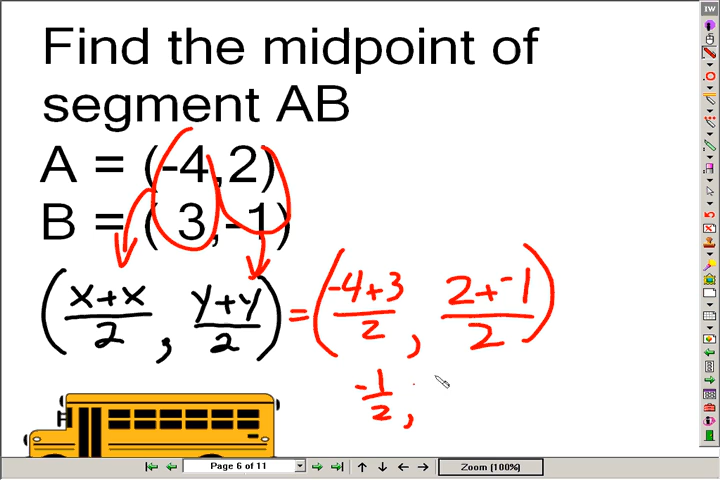 IW
Find the midpoint of
segment AB
A = (-4,2)
B = ( 3,-1)
(x+x/2, y+y/2) = (-4+3/2, 2+-1/2)
-1/2,
Page 6 of 11
Zoom (100%)